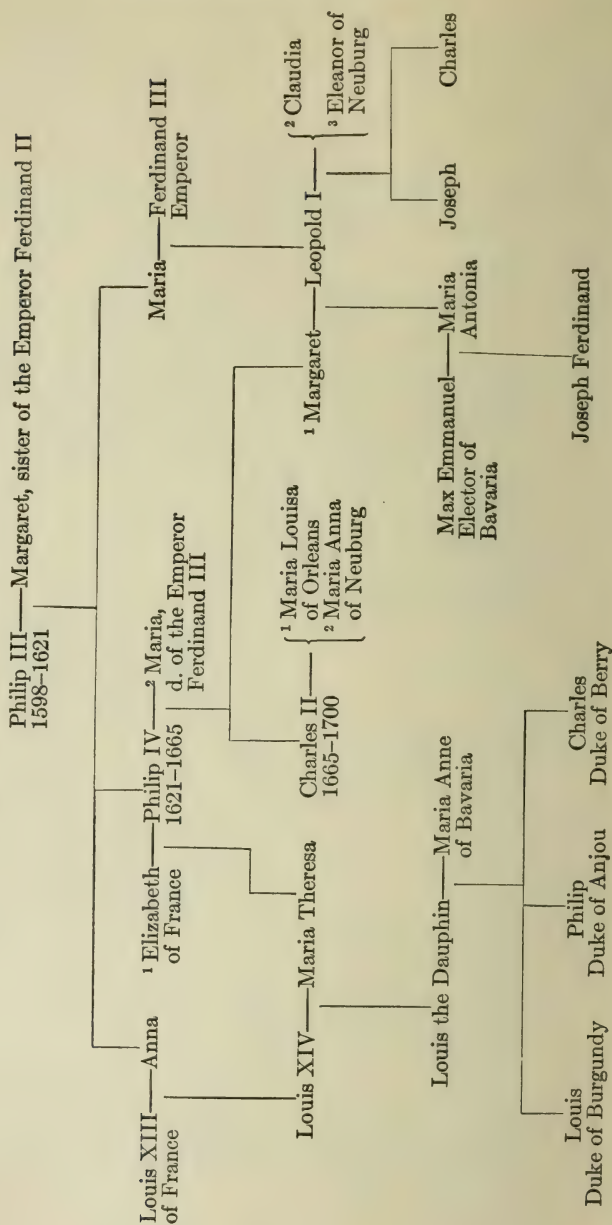 Philip III—Margaret, sister of the Emperor Ferdinand II
1598–1621
Louis XIII—Anna
of France
¹ Elizabeth—Philip IV—² Maria,
of France 1621–1665 d. of the Emperor
Ferdinand III
Maria—Ferdinand III
Emperor
Louis XIV—Maria Theresa
Charles II—
1665–1700
¹ Maria Louisa
of Orleans
² Maria Anna
of Neuburg
¹ Margaret—Leopold I—
² Claudia
³ Eleanor of
Neuburg
Louis the Dauphin—Maria Anne
of Bavaria
Max Emmanuel—Maria
Elector of Antonia
Bavaria
Joseph
Charles
Louis
Duke of Burgundy
Philip
Duke of Anjou
Charles
Duke of Berry
Joseph Ferdinand